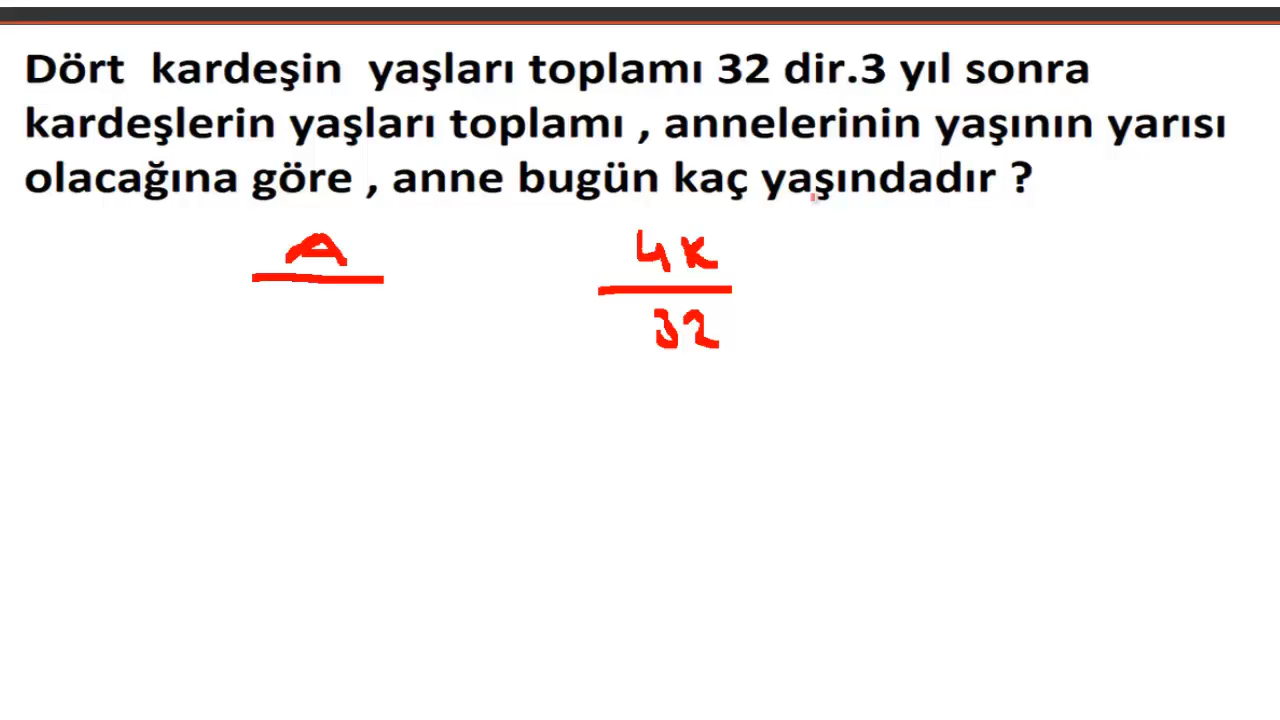 Dört kardeşin yaşları toplamı 32 dir.3 yıl sonra
kardeşlerin yaşları toplamı , annelerinin yaşının yarısı
olacağına göre , anne bugün kaç yaşındadır ?
A 4K
32